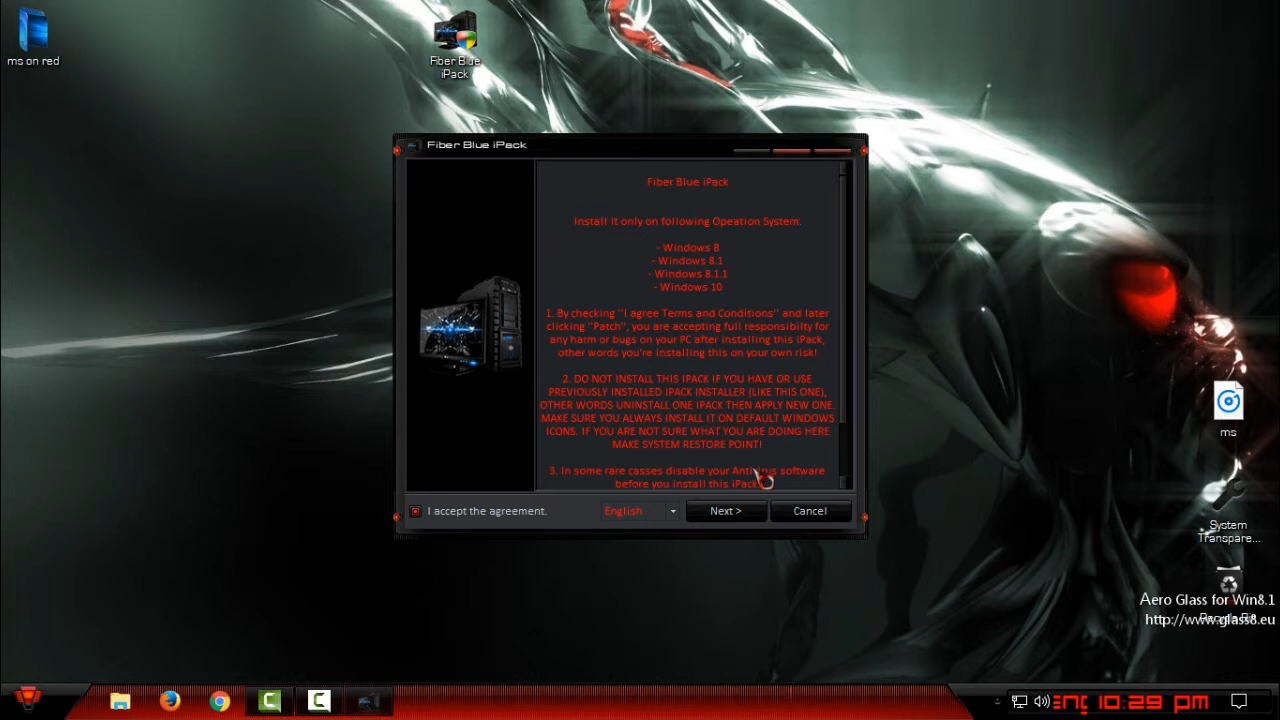 ms on red
Fiber Blue
iPack
Fiber Blue iPack
Fiber Blue iPack
Install it only on following Opeation System.
- Windows 8
- Windows 8.1
- Windows 8.1.1
- Windows 10
1. By checking "I agree Terms and Conditions" and later
clicking "Patch", you are accepting full responsibilty for
any harm or bugs on your PC after installing this iPack,
other words you're installing this on your own risk!
2. DO NOT INSTALL THIS IPACK IF YOU HAVE OR USE
PREVIOUSLY INSTALLED IPACK INSTALLER (LIKE THIS ONE),
OTHER WORDS UNINSTALL ONE IPACK THEN APPLY NEW ONE.
MAKE SURE YOU ALWAYS INSTALL IT ON DEFAULT WINDOWS
ICONS. IF YOU ARE NOT SURE WHAT YOU ARE DOING HERE
MAKE SYSTEM RESTORE POINT!
3. In some rare casses disable your Antivirus software
before you install this iPack
I accept the agreement.
English
Next >
Cancel
ms
System
Transpare...
Aero Glass for Win8.1
http://www.glass8.eu
10:29 pm